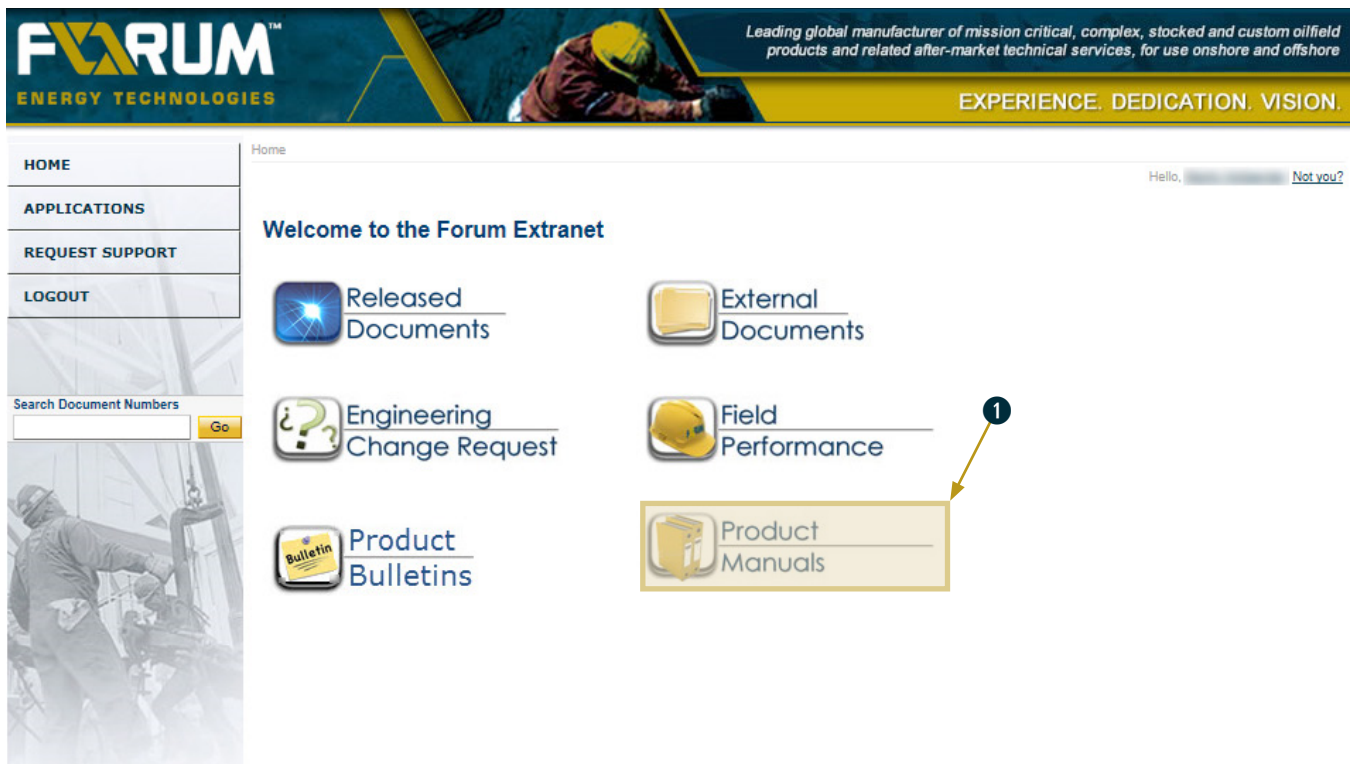 FORUM™
ENERGY TECHNOLOGIES
Leading global manufacturer of mission critical, complex, stocked and custom oilfield
products and related after-market technical services, for use onshore and offshore
EXPERIENCE. DEDICATION. VISION.
HOME
APPLICATIONS
REQUEST SUPPORT
LOGOUT
Search Document Numbers
Go
Home
Hello, Not you?
Welcome to the Forum Extranet
Released
Documents
External
Documents
¿??
Engineering
Change Request
Field
Performance
1
Bulletin
Product
Bulletins
Product
Manuals